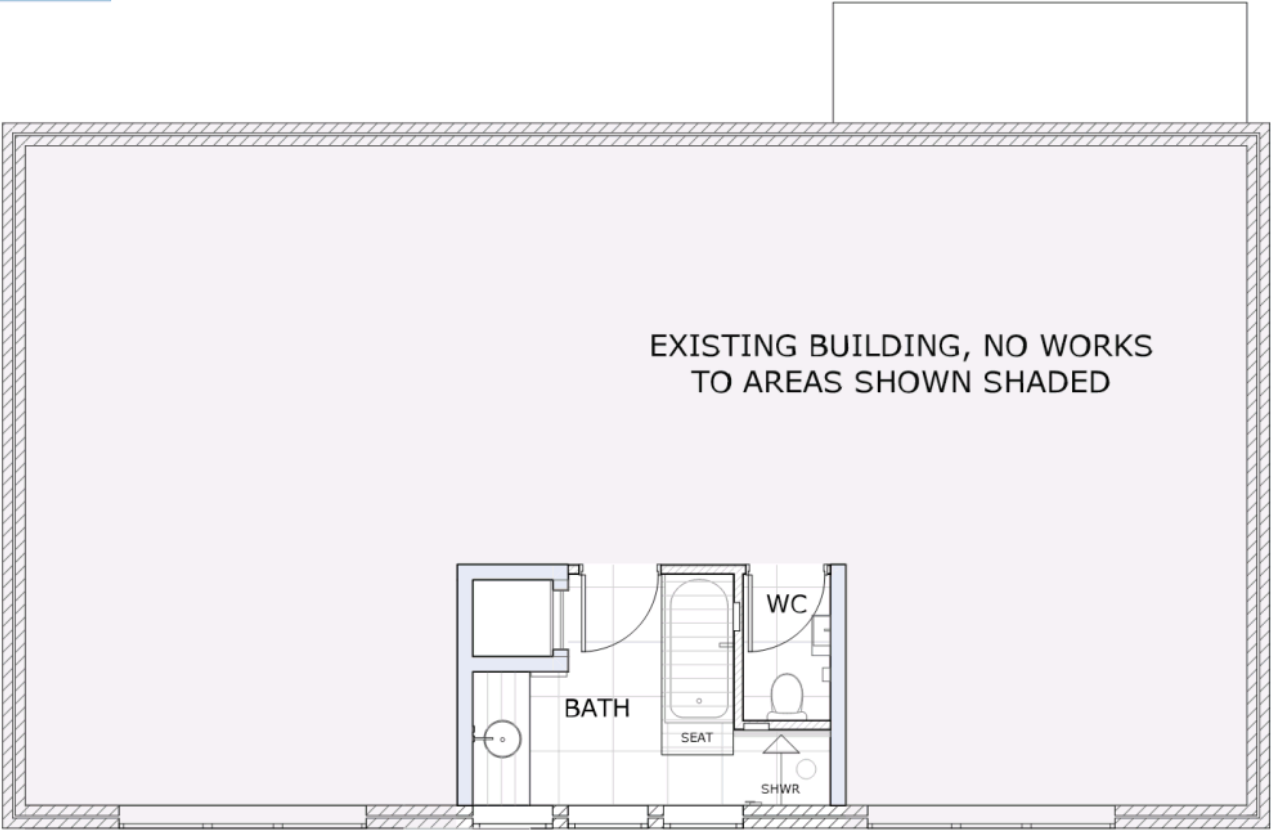 EXISTING BUILDING, NO WORKS
TO AREAS SHOWN SHADED
WC
BATH
SEAT
SHWR